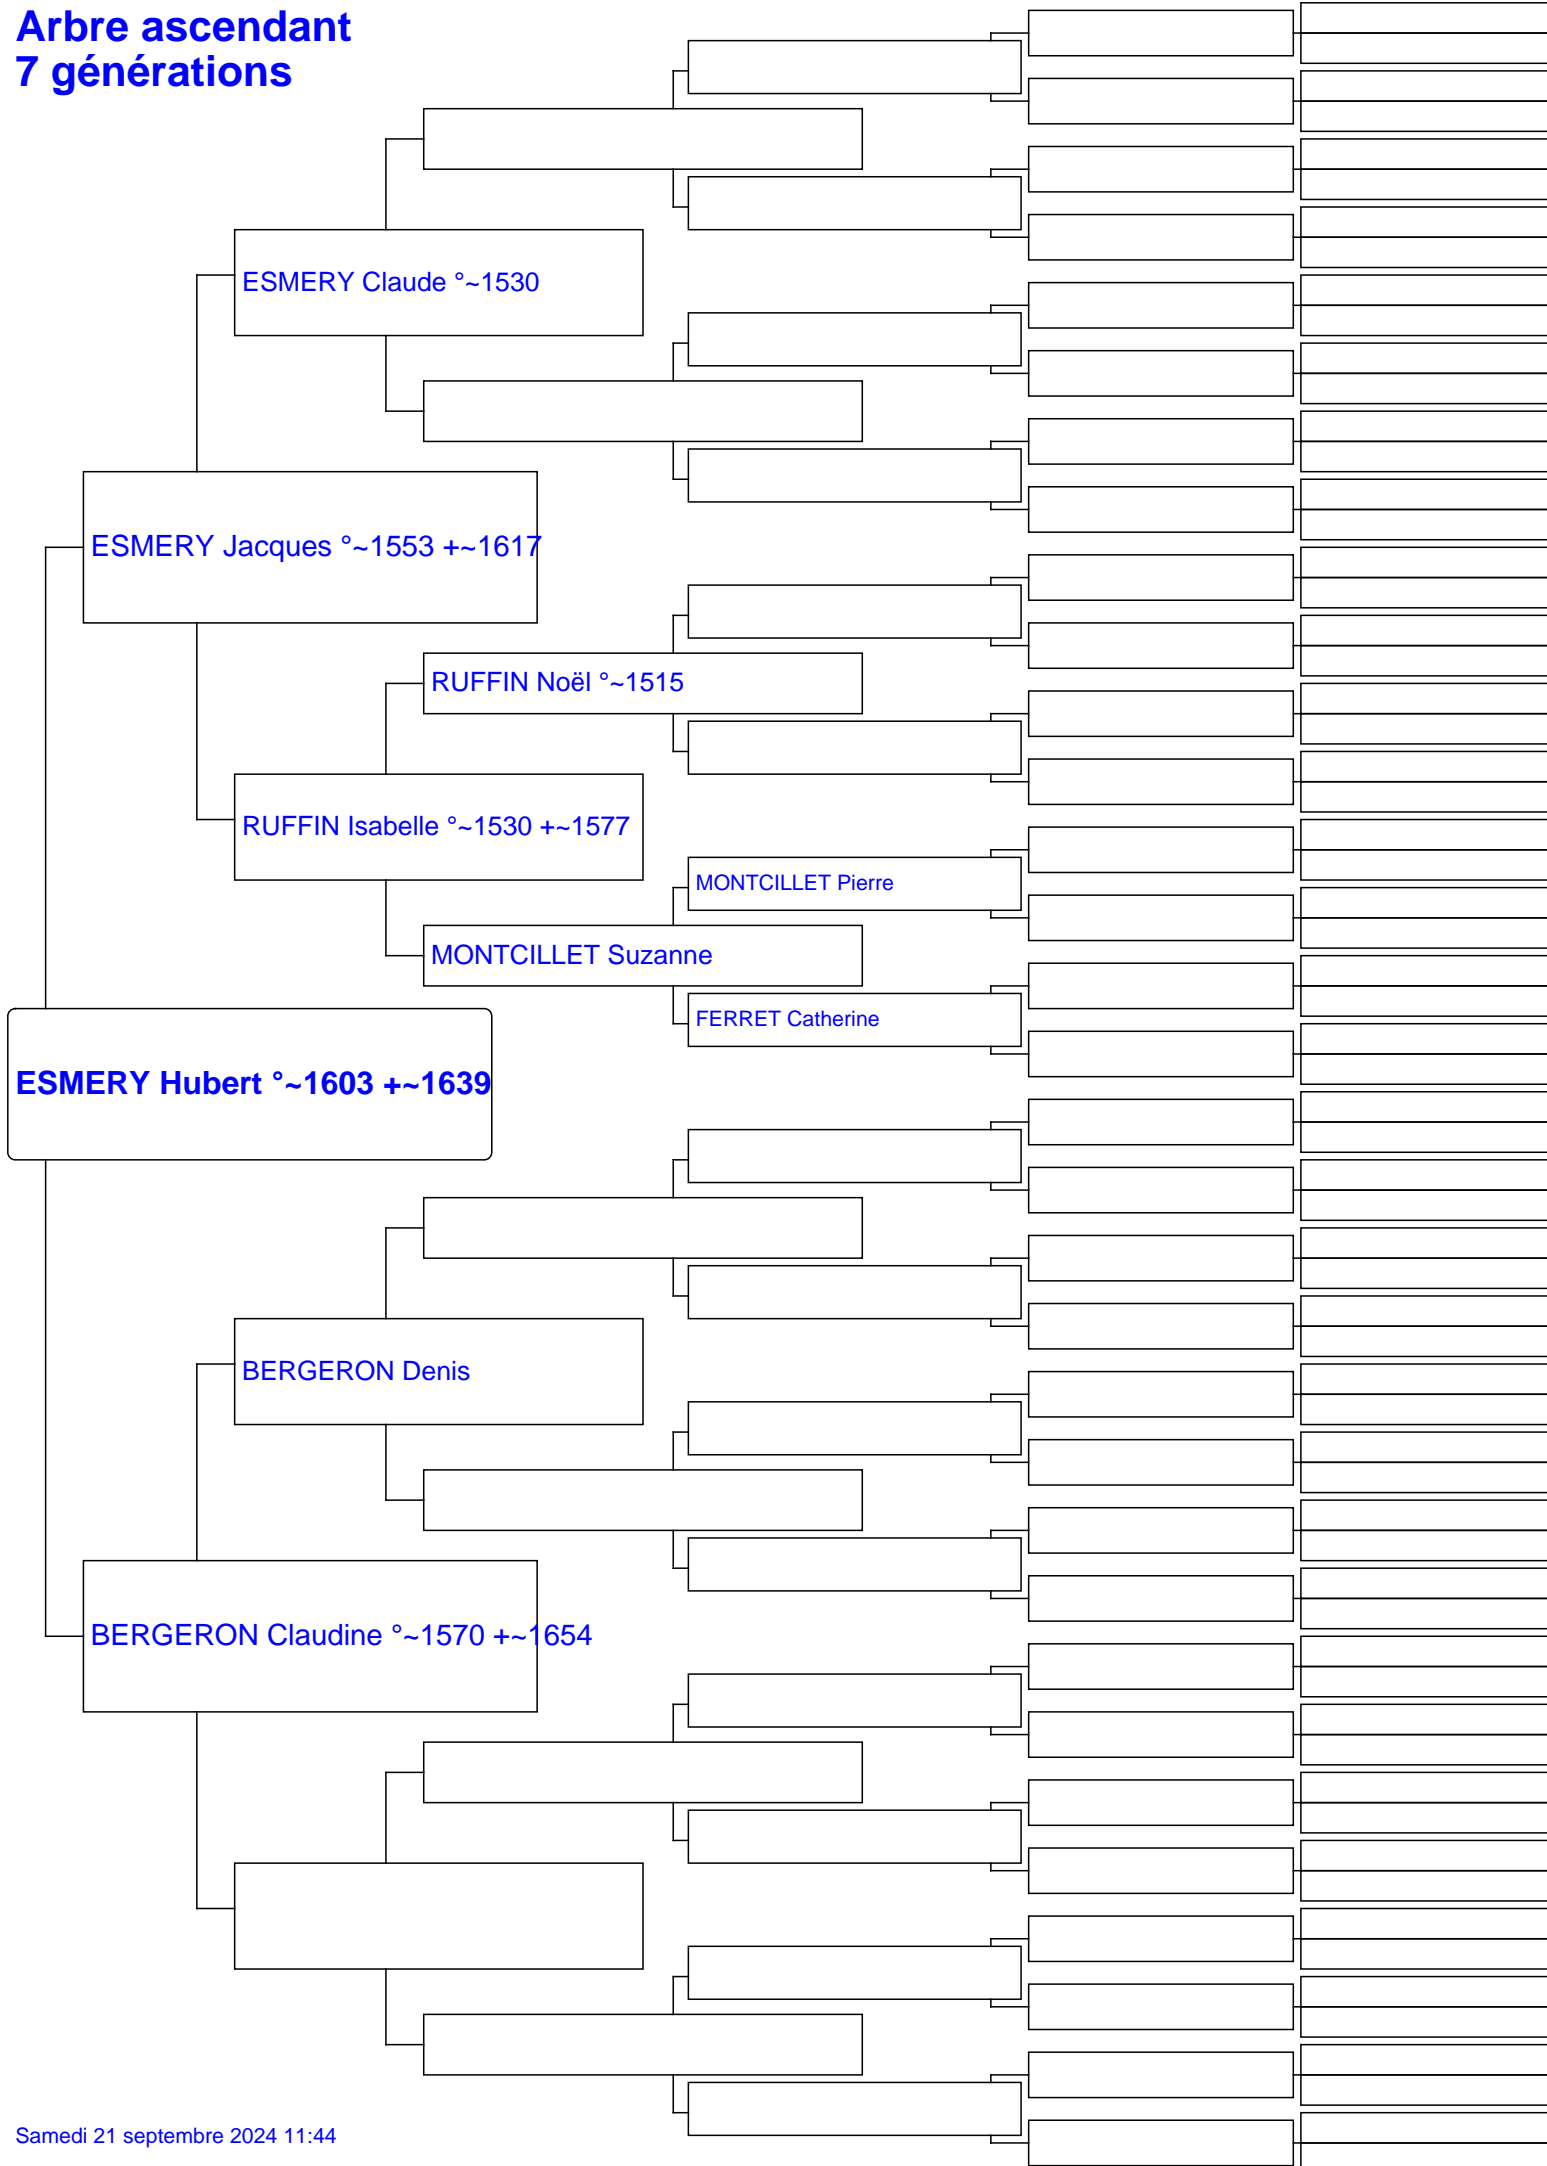 Arbre ascendant
7 générations
ESMERY Claude °~1530
ESMERY Jacques °~1553 +~1617
RUFFIN Noël °~1515
RUFFIN Isabelle °~1530 +~1577
MONTCILLET Pierre
MONTCILLET Suzanne
FERRET Catherine
ESMERY Hubert °~1603 +~1639
BERGERON Denis
BERGERON Claudine °~1570 +~1654
Samedi 21 septembre 2024 11:44